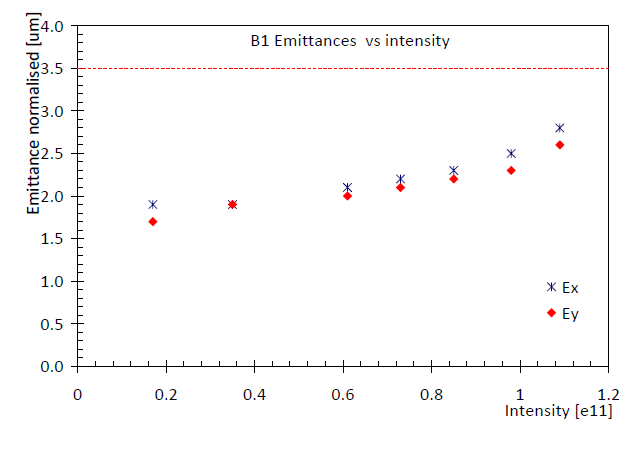 B1 Emittances vs intensity
Emittance normalised [um]
4.0
3.5
3.0
2.5
2.0
1.5
1.0
0.5
0.0
Ex
Ey
0 0.2 0.4 0.6 0.8 1 1.2
Intensity [e11]